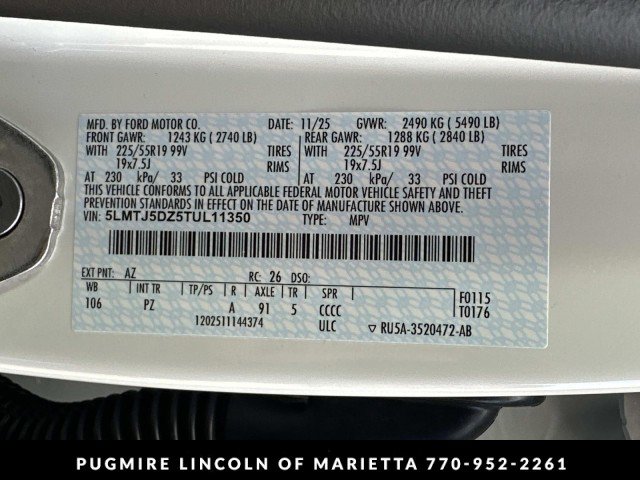 MFD. BY FORD MOTOR CO. DATE: 11/25 GVWR: 2490 KG ( 5490 LB)
FRONT GAWR: 1243 KG ( 2740 LB) REAR GAWR: 1288 KG ( 2840 LB)
WITH 225/55R19 99V TIRES WITH 225/55R19 99V TIRES
19x7.5J RIMS 19x7.5J RIMS
AT 230 kPa/ 33 PSI COLD AT 230 kPa/ 33 PSI COLD
THIS VEHICLE CONFORMS TO ALL APPLICABLE FEDERAL MOTOR VEHICLE SAFETY AND THEFT
PREVENTION STANDARDS IN EFFECT ON THE DATE OF MANUFACTURE SHOWN ABOVE.
VIN: 5LMTJ5DZ5TUL11350 TYPE: MPV
EXT PNT: AZ RC: 26 DSO:
WB INT TR TP/PS R AXLE TR SPR F0115
106 PZ A 91 5 CCCC T0176
1202511144374 ULC ▽ RU5A-3520472-AB
PUGMIRE LINCOLN OF MARIETTA 770-952-2261